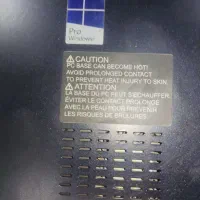 Pro
Windows
CAUTION
PC BASE CAN BECOME HOT!
AVOID PROLONGED CONTACT
TO PREVENT HEAT INJURY TO SKIN.
ATTENTION
LA BASE DU PC PEUT S'ÉCHAUFFER.
ÉVITER LE CONTACT PROLONGÉ
AVEC LA PEAU POUR PRÉVENIR
LES RISQUES DE BRÛLURES